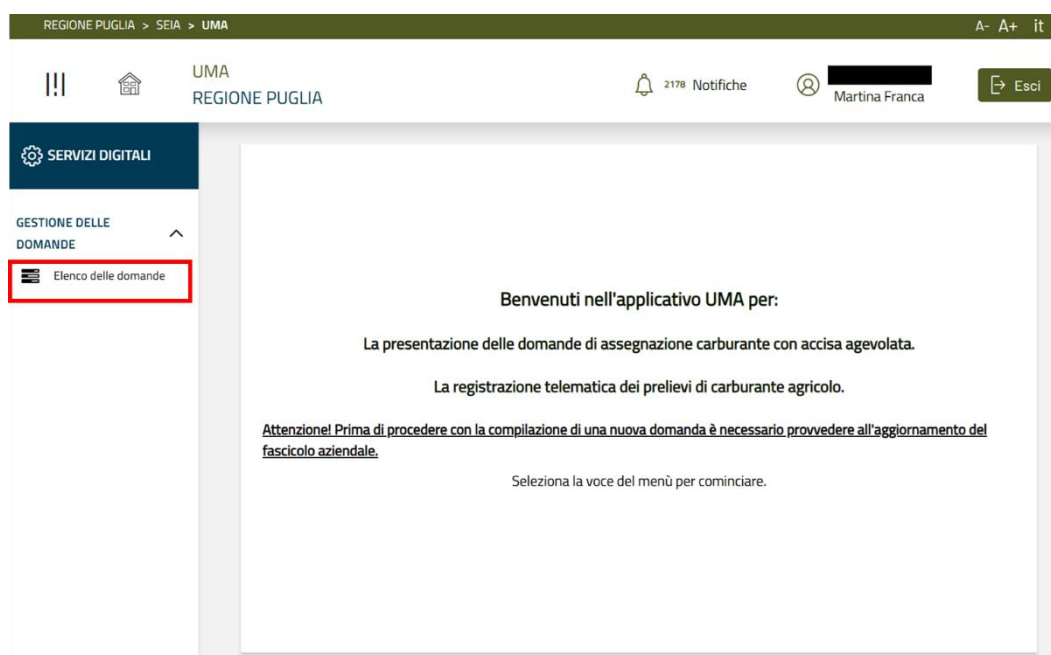 REGIONE PUGLIA > SEIA > UMA
A- A+ it
UMA
REGIONE PUGLIA
2178 Notifiche
Martina Franca
Esci
SERVIZI DIGITALI
GESTIONE DELLE
DOMANDE
Elenco delle domande
Benvenuti nell'applicativo UMA per:
La presentazione delle domande di assegnazione carburante con accisa agevolata.
La registrazione telematica dei prelievi di carburante agricolo.
Attenzione! Prima di procedere con la compilazione di una nuova domanda è necessario provvedere all'aggiornamento del
fascicolo aziendale.
Seleziona la voce del menù per cominciare.